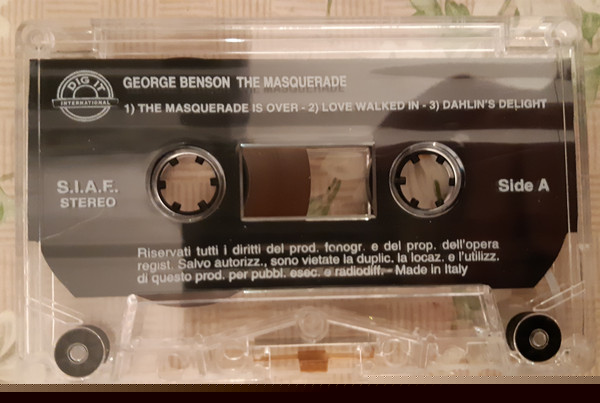 DIG IT
INTERNATIONAL
GEORGE BENSON THE MASQUERADE
1) THE MASQUERADE IS OVER - 2) LOVE WALKED IN - 3) DAHLIN'S DELIGHT
S.I.A.E.
STEREO
Side A
Riservati tutti i diritti del prod. fonogr. e del prop. dell'opera
regist. Salvo autorizz., sono vietate la duplic. la locaz. e l'utilizz.
di questo prod. per pubbl. esec. e radiodiff. - Made in Italy